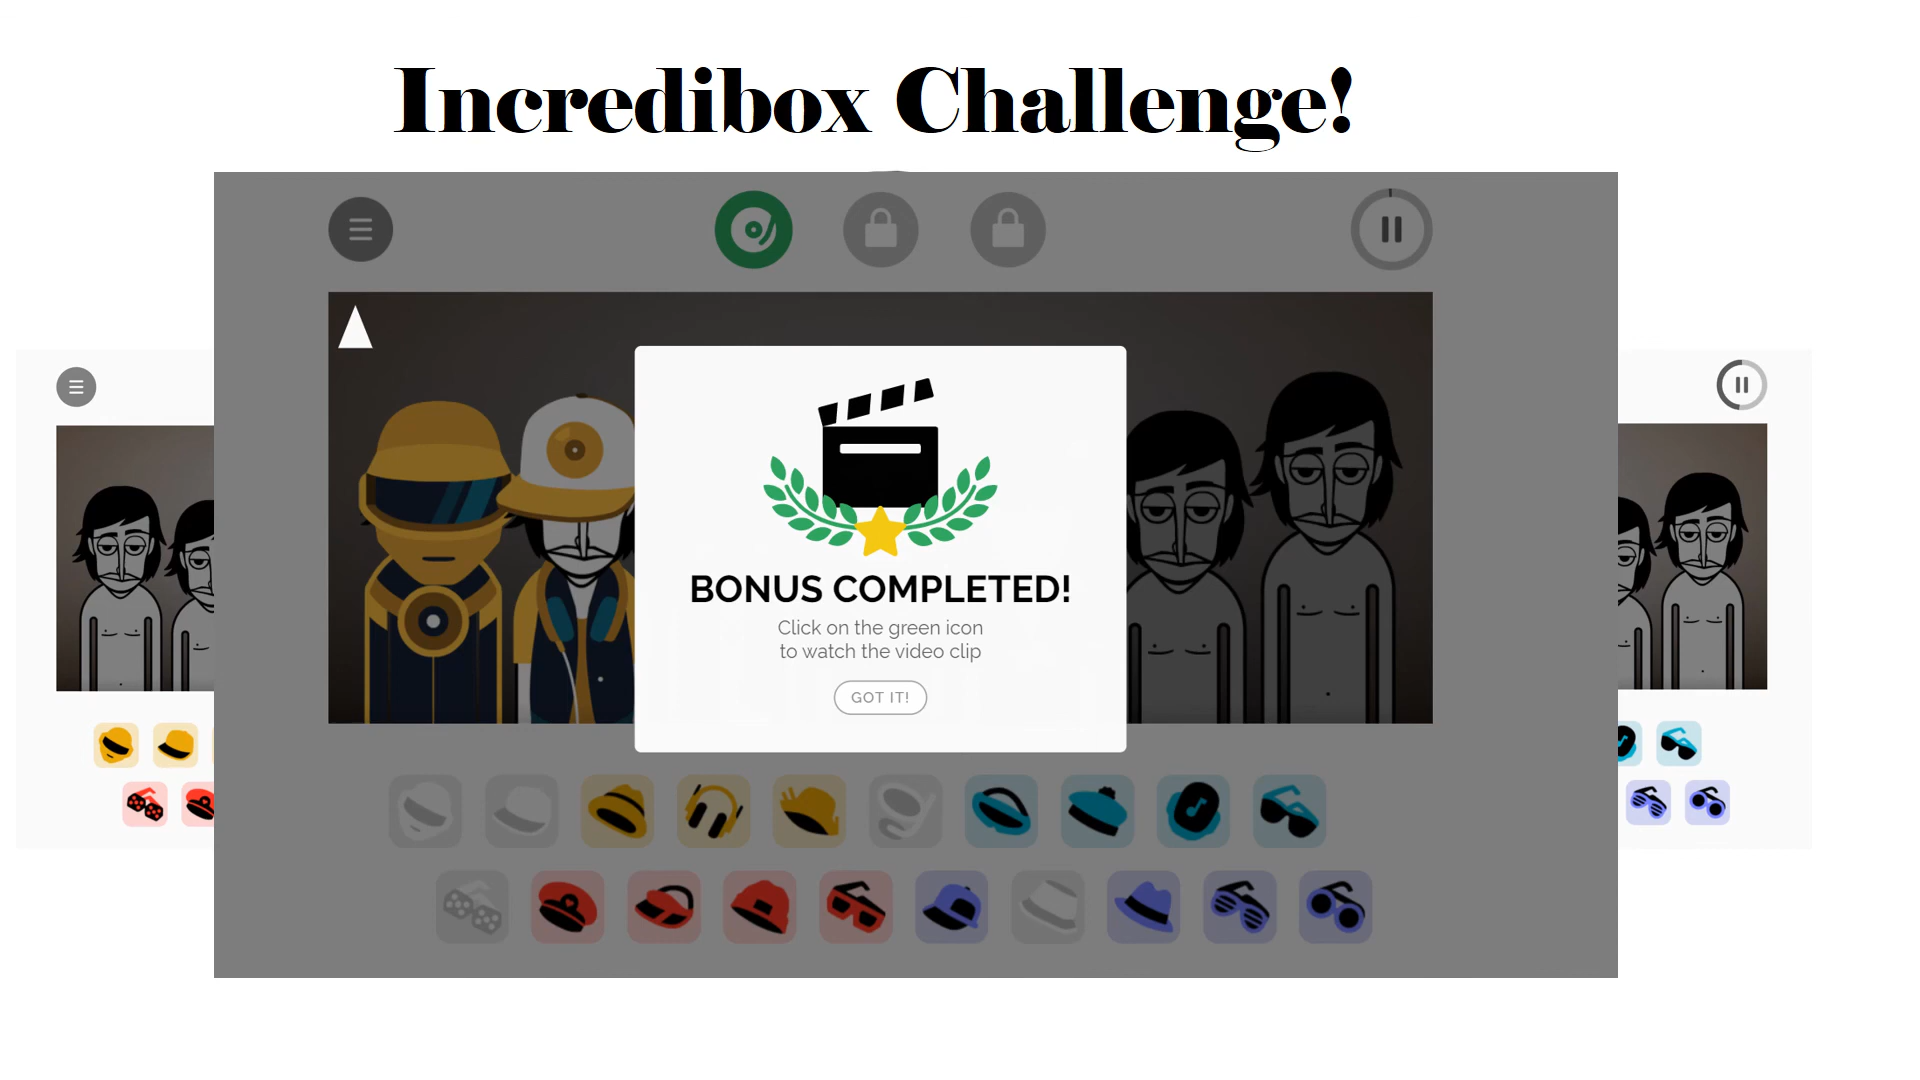 Incredibox Challenge!
BONUS COMPLETED!
Click on the green icon
to watch the video clip
GOT IT!